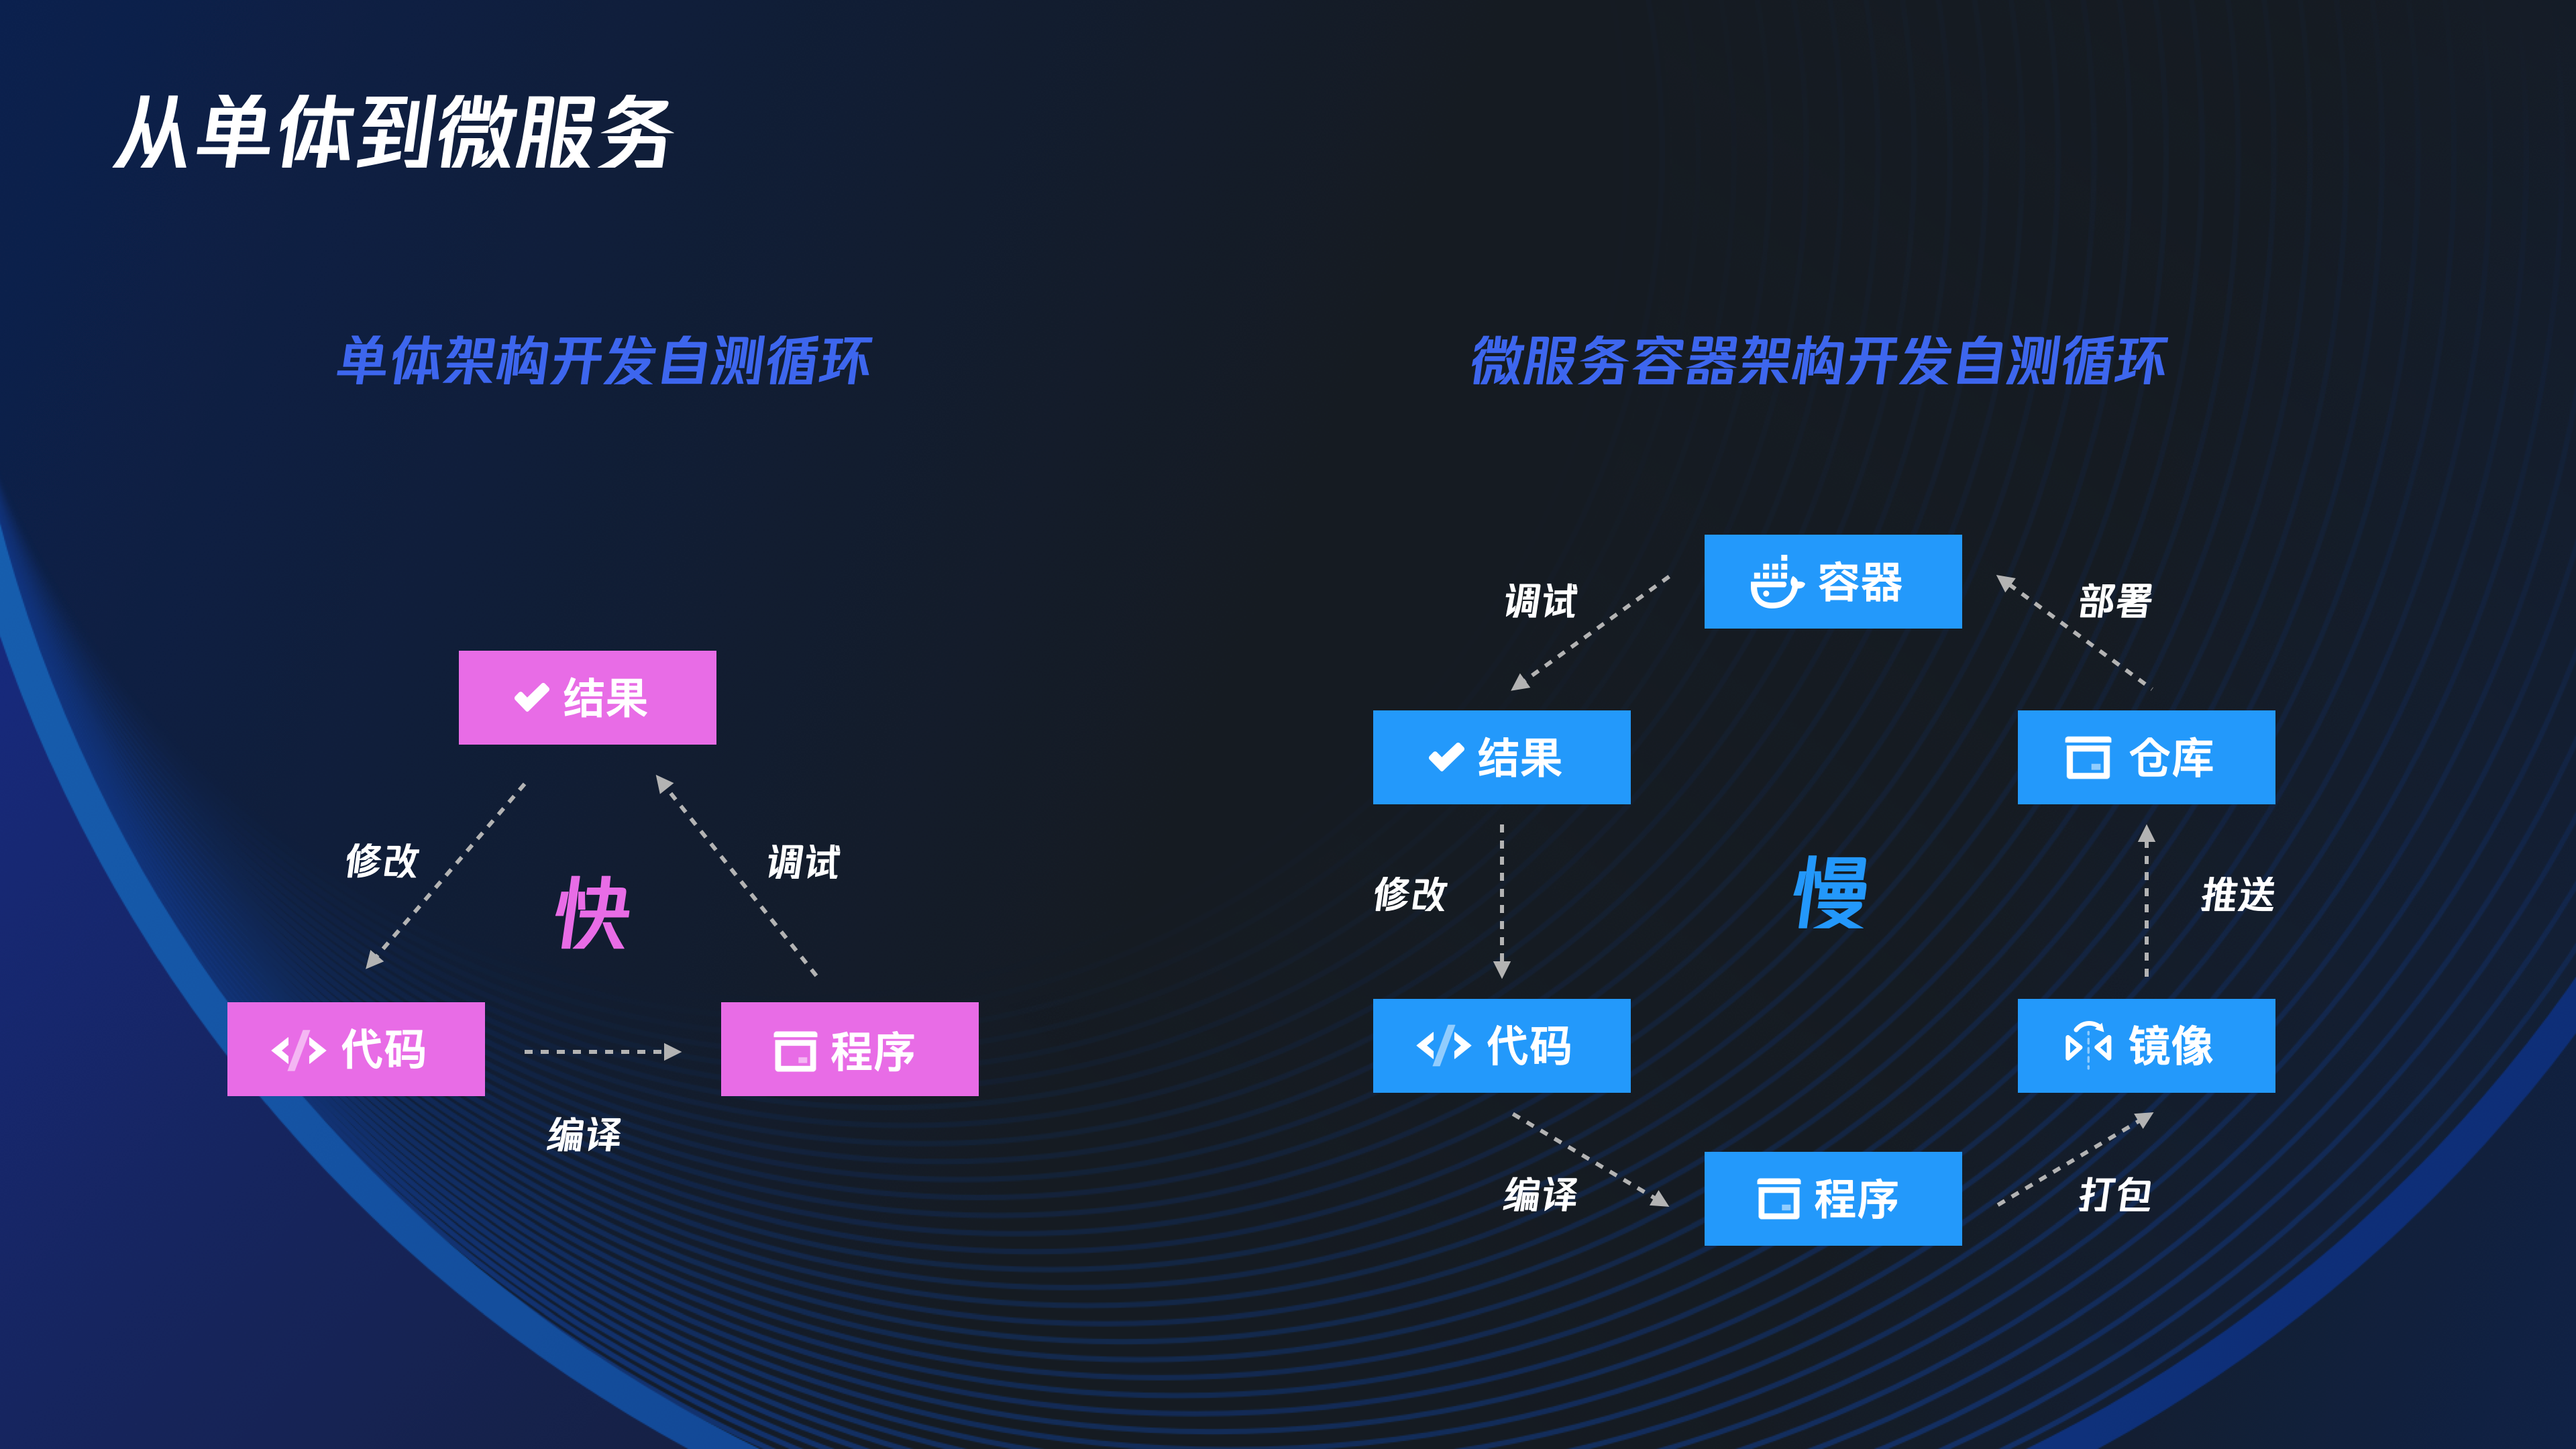 从单体到微服务
单体架构开发自测循环
微服务容器架构开发自测循环
结果
修改
调试
快
代码
程序
编译
容器
调试
部署
结果
仓库
修改
慢
推送
代码
镜像
编译
程序
打包